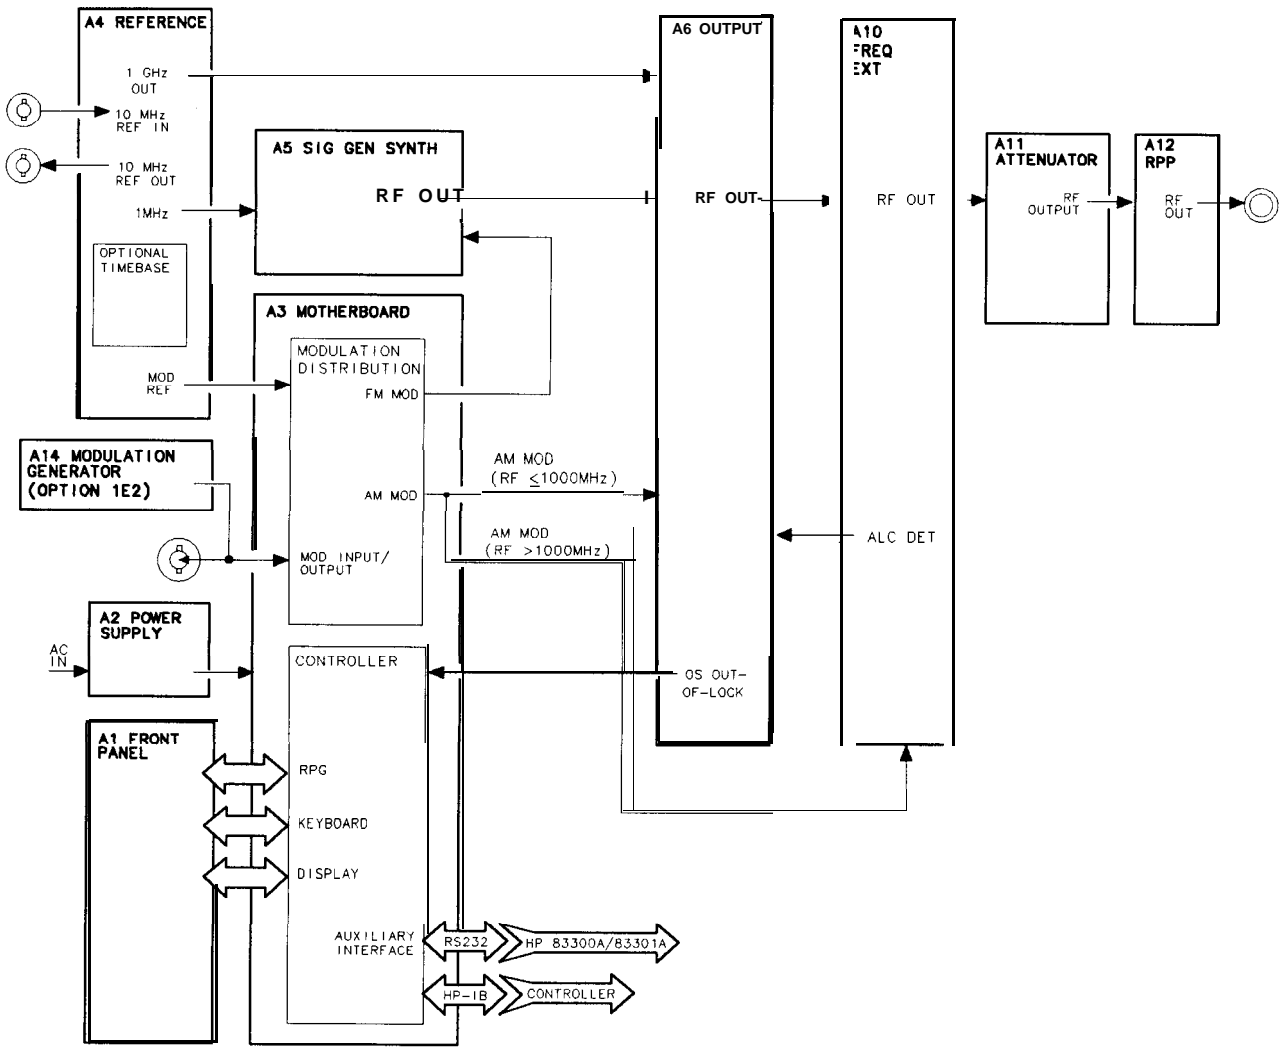 A4 REFERENCE
1 GHz
OUT
10 MHz
REF IN
10 MHz
REF OUT
1MHz
OPTIONAL
TIMEBASE
MOD
REF
A5 SIG GEN SYNTH
RF OUT
A6 OUTPUT
RF OUT-
OS OUT-
OF-LOCK
A10
FREQ
EXT
RF OUT
ALC DET
A11
ATTENUATOR
RF
OUTPUT
A12
RPP
RF
OUT
A3 MOTHERBOARD
MODULATION
DISTRIBUTION
FM MOD
AM MOD
MOD INPUT/
OUTPUT
AM MOD
(RF ≤1000MHz)
AM MOD
(RF >1000MHz)
A14 MODULATION
GENERATOR
(OPTION 1E2)
A2 POWER
SUPPLY
AC
IN
CONTROLLER
A1 FRONT
PANEL
RPG
KEYBOARD
DISPLAY
AUXILIARY
INTERFACE
RS232
HP 83300A/83301A
HP-IB
CONTROLLER